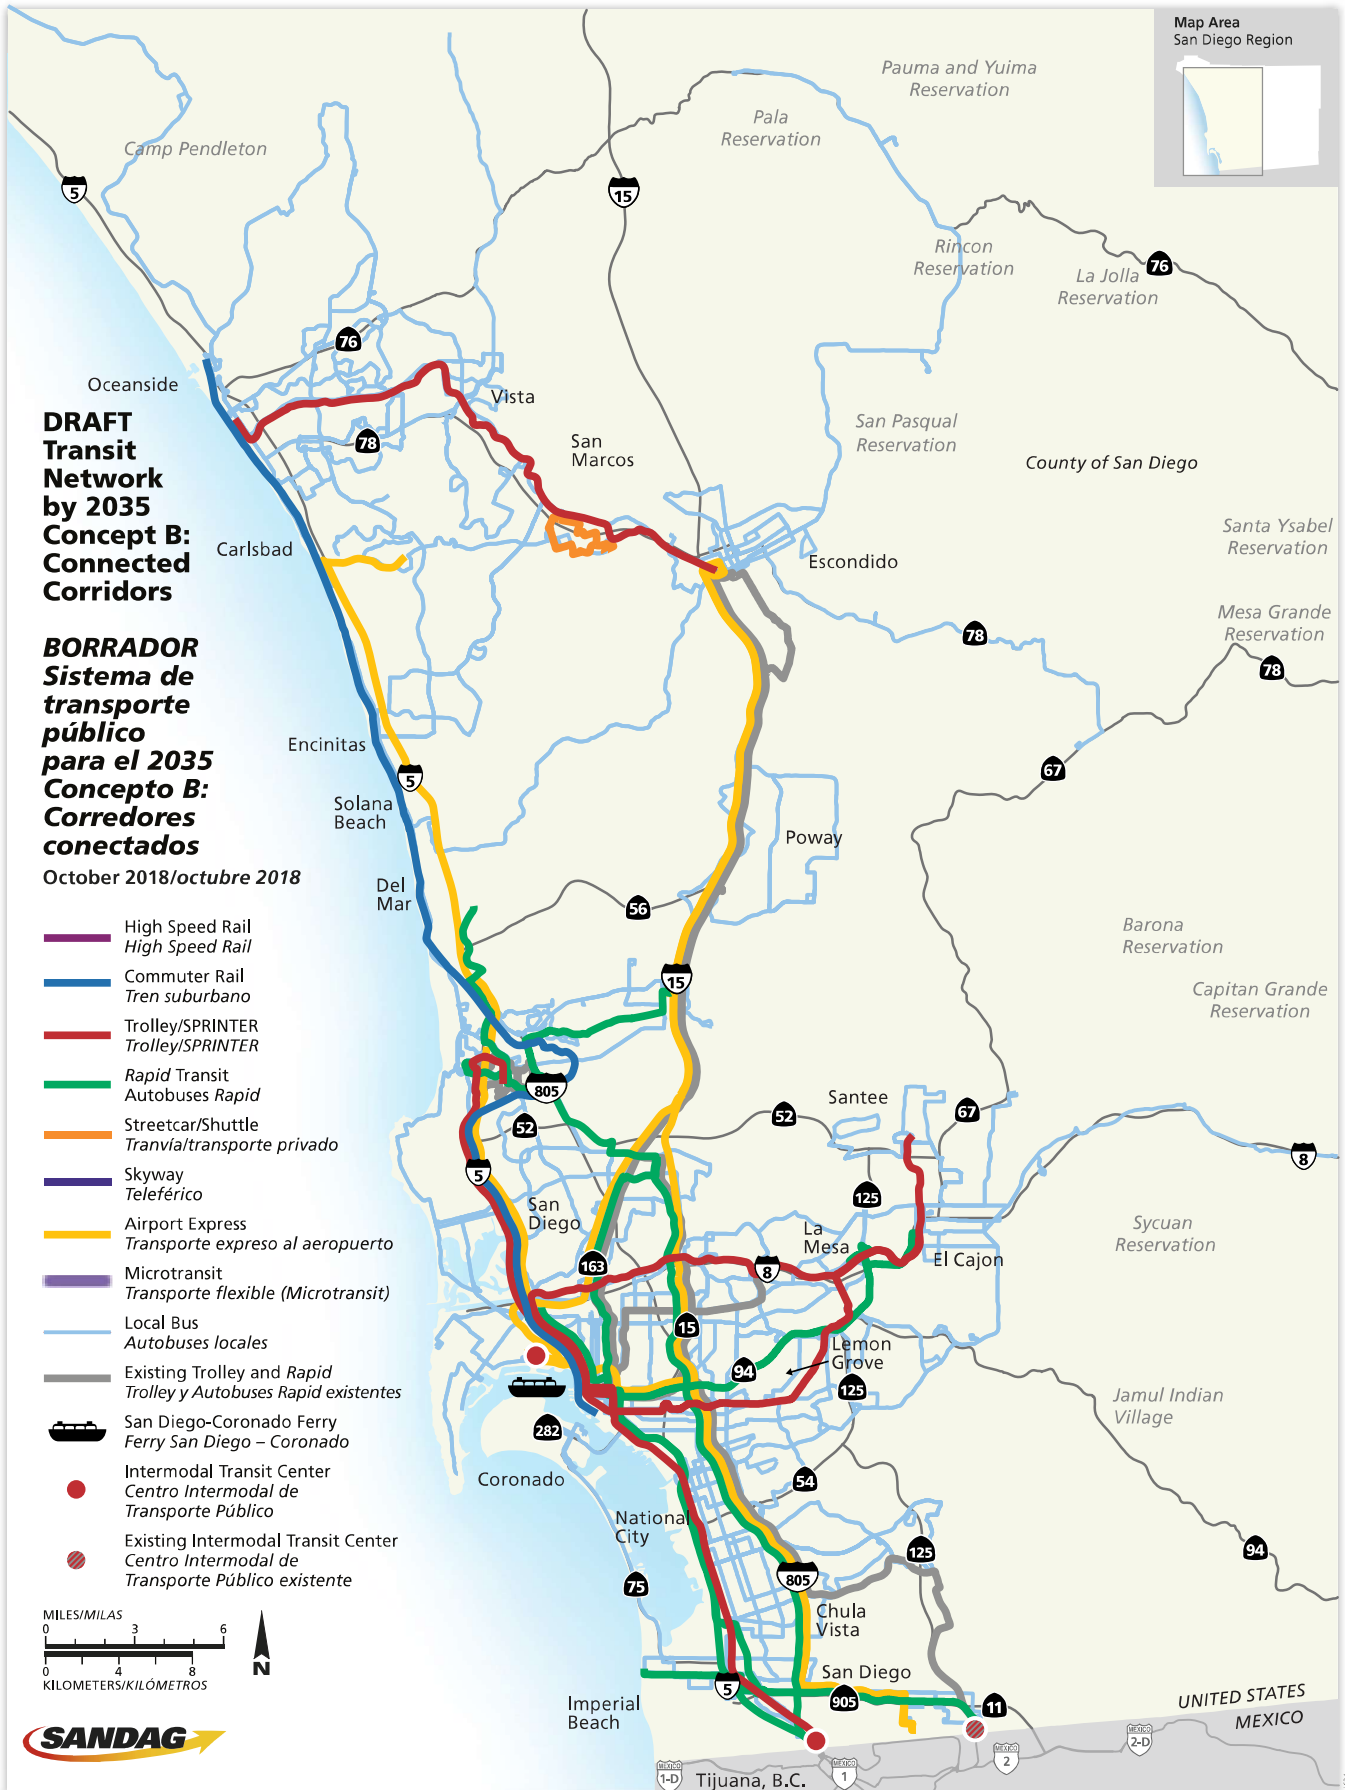 Map Area
San Diego Region
Pauma and Yuima
Reservation
Pala
Reservation
Camp Pendleton
5
15
Rincon
Reservation
76
La Jolla
Reservation
76
Oceanside
Vista
San
Marcos
78
San Pasqual
Reservation
County of San Diego
DRAFT
Transit
Network
by 2035
Concept B:
Connected
Corridors
Carlsbad
Escondido
Santa Ysabel
Reservation
Mesa Grande
Reservation
78
78
BORRADOR
Sistema de
transporte
público
para el 2035
Concepto B:
Corredores
conectados
October 2018/octubre 2018
Encinitas
5
67
Solana
Beach
Poway
Del
Mar
56
Barona
Reservation
15
Capitan Grande
Reservation
805
Santee
52
52
67
8
5
125
San
Diego
La
Mesa
Sycuan
Reservation
163
8
El Cajon
15
Lemon
Grove
94
125
Jamul Indian
Village
282
Coronado
54
National
City
125
94
75
805
Chula
Vista
San Diego
5
905
11
Imperial
Beach
UNITED STATES
MEXICO
MEXICO
1-D
Tijuana, B.C.
MEXICO
1
MEXICO
2
MEXICO
2-D
High Speed Rail
High Speed Rail
Commuter Rail
Tren suburbano
Trolley/SPRINTER
Trolley/SPRINTER
Rapid Transit
Autobuses Rapid
Streetcar/Shuttle
Tranvía/transporte privado
Skyway
Teleférico
Airport Express
Transporte expreso al aeropuerto
Microtransit
Transporte flexible (Microtransit)
Local Bus
Autobuses locales
Existing Trolley and Rapid
Trolley y Autobuses Rapid existentes
San Diego-Coronado Ferry
Ferry San Diego – Coronado
Intermodal Transit Center
Centro Intermodal de
Transporte Público
Existing Intermodal Transit Center
Centro Intermodal de
Transporte Público existente
MILES/MILAS
0 3 6
0 4 8
KILOMETERS/KILÓMETROS
N
SANDAG